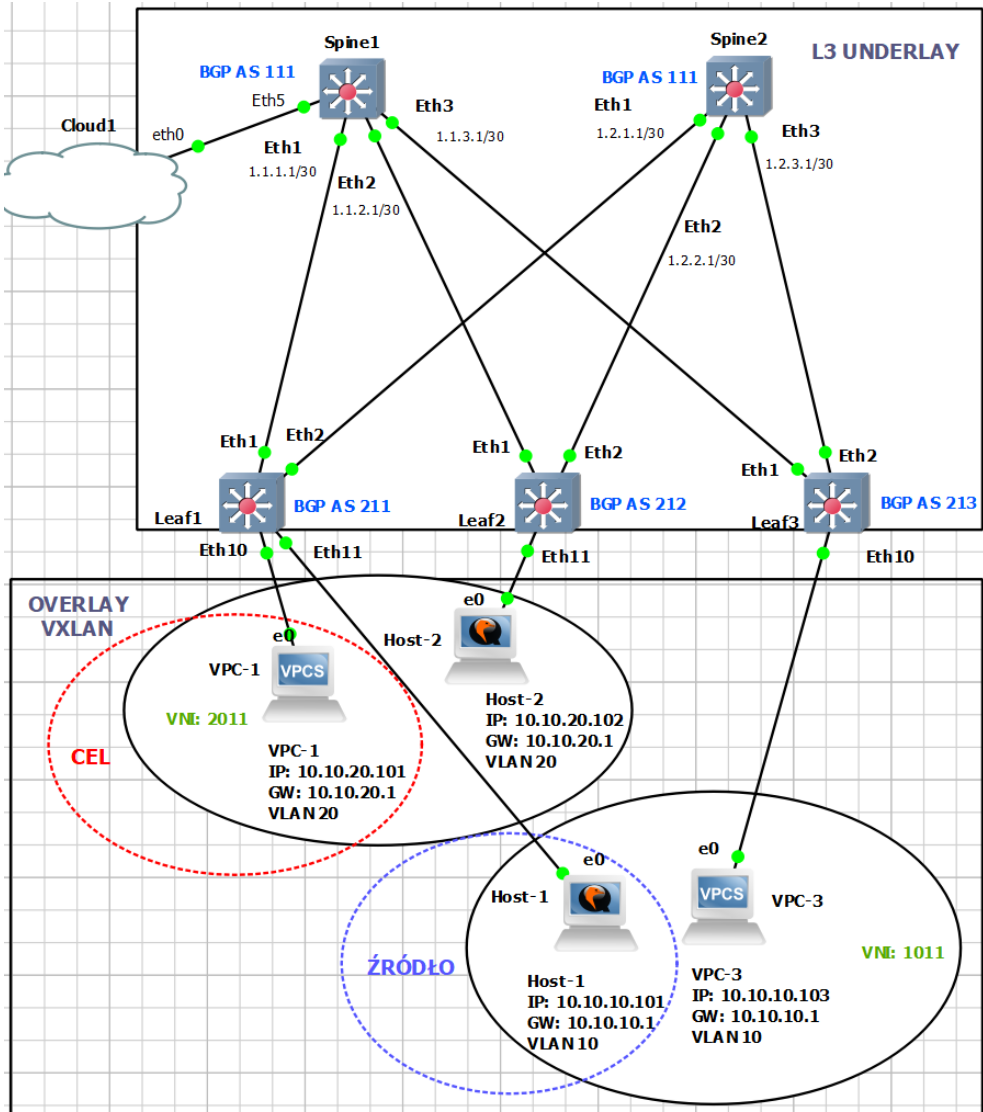 Spine1
Spine2
L3 UNDERLAY
BGP AS 111
BGP AS 111
Eth5
Eth3
Eth1
Cloud1
eth0
1.1.3.1/30
1.2.1.1/30
Eth3
Eth1
1.1.1.1/30
1.2.3.1/30
Eth2
1.1.2.1/30
Eth2
1.2.2.1/30
Eth1
Eth2
Eth1
Eth2
Eth1
Eth2
BGP AS 211
BGP AS 212
BGP AS 213
Leaf1
Leaf2
Leaf3
Eth10
Eth11
Eth11
Eth10
OVERLAY
VXLAN
e0
e0
Host-2
VPC-1
VPCS
VNI: 2011
Host-2
IP: 10.10.20.102
GW: 10.10.20.1
VLAN 20
CEL
VPC-1
IP: 10.10.20.101
GW: 10.10.20.1
VLAN 20
e0
e0
Host-1
VPCS
VPC-3
VNI: 1011
ŹRÓDŁO
Host-1
IP: 10.10.10.101
GW: 10.10.10.1
VLAN 10
VPC-3
IP: 10.10.10.103
GW: 10.10.10.1
VLAN 10